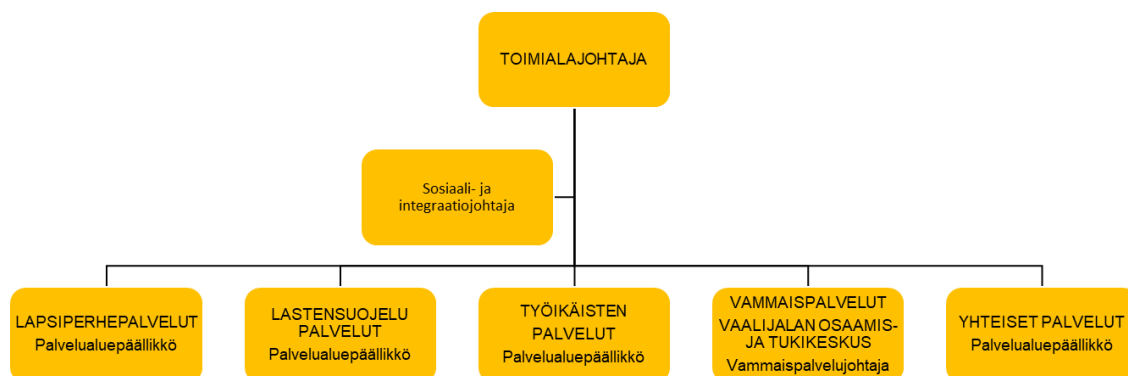 TOIMIALAJOHTAJA
Sosiaali- ja
integraatiojohtaja
LAPSIPERHEPALVELUT
Palvelualuepäällikkö
LASTENSUOJELU
PALVELUT
Palvelualuepäällikkö
TYÖIKÄISTEN
PALVELUT
Palvelualuepäällikkö
VAMMAISPALVELUT
VAALIJALAN OSAAMIS-
JA TUKIKESKUS
Vammaispalvelujohtaja
YHTEISET PALVELUT
Palvelualuepäällikkö